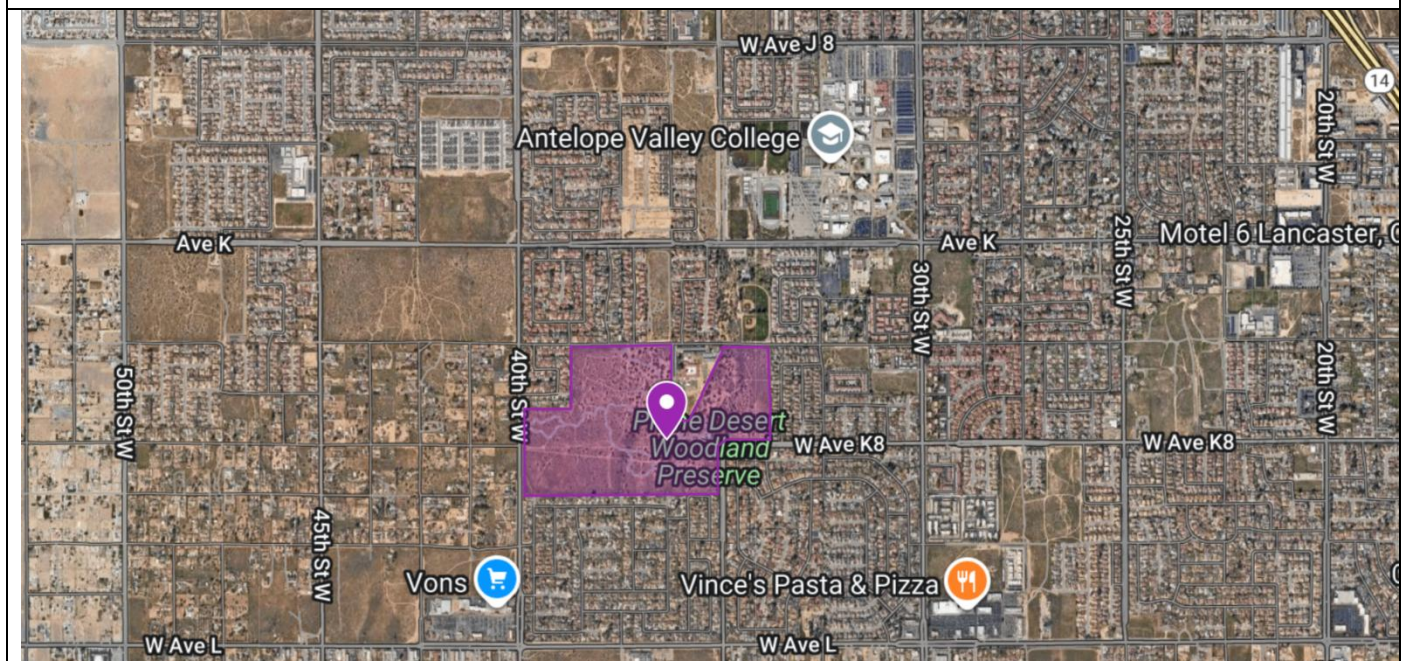 W Ave J 8
14
Antelope Valley College
20th St W
Ave K
Ave K
25th St W
Motel 6 Lancaster,
30th St W
40th St W
50th St W
20th St W
Prime Desert
Woodland
Preserve
W Ave K8
W Ave K8
45th St W
Vons
Vince's Pasta & Pizza
W Ave L
W Ave L